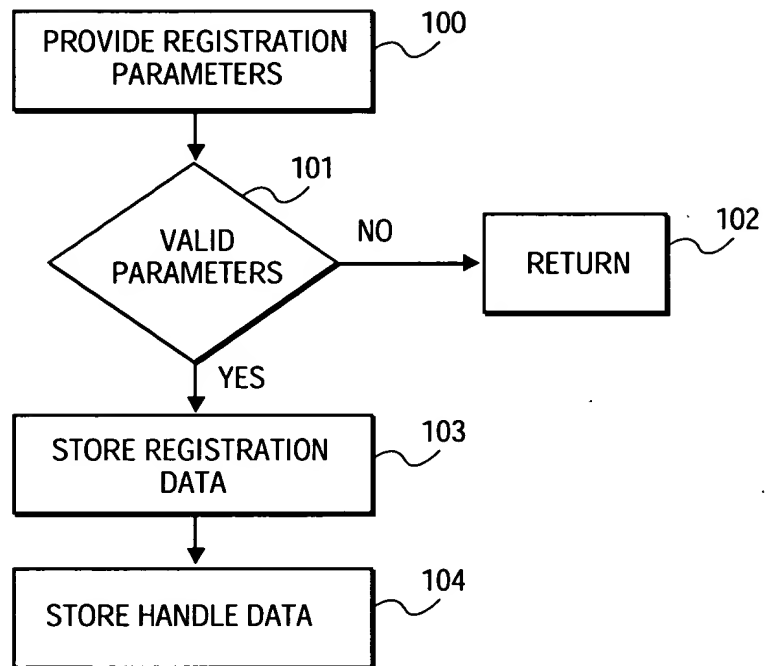 PROVIDE REGISTRATION
PARAMETERS
100
101
VALID
PARAMETERS
NO
RETURN
102
YES
STORE REGISTRATION
DATA
103
STORE HANDLE DATA
104